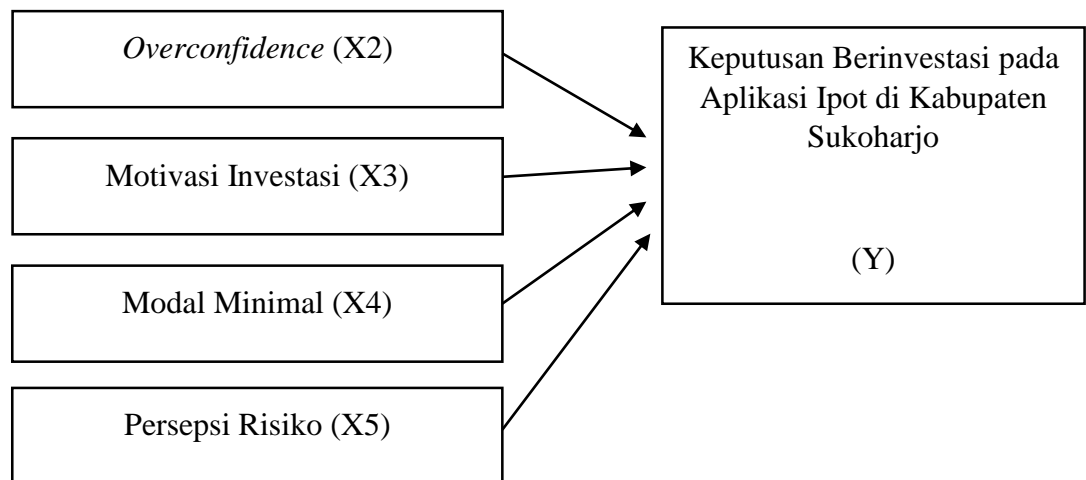 Overconfidence (X2)
Motivasi Investasi (X3)
Modal Minimal (X4)
Persepsi Risiko (X5)
Keputusan Berinvestasi pada
Aplikasi Ipot di Kabupaten
Sukoharjo
(Y)